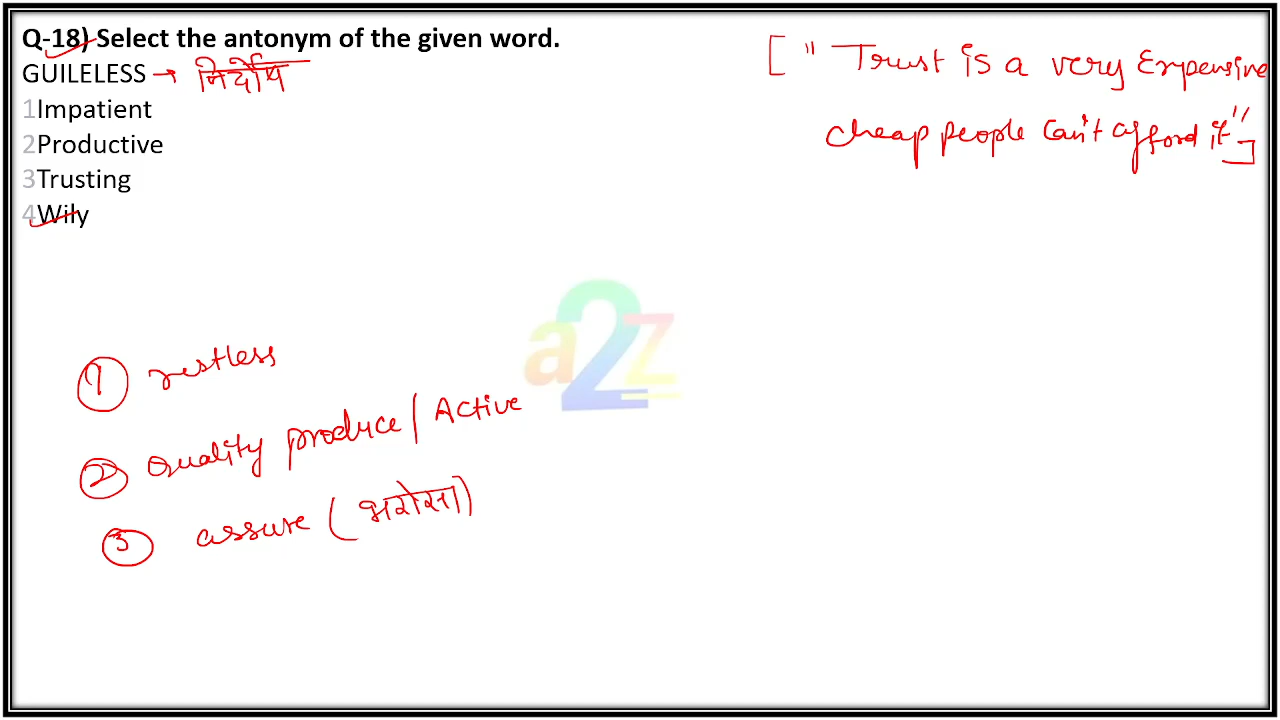 Q-18) Select the antonym of the given word.
GUILELESS → निर्दोष
1Impatient
2Productive
3Trusting
4Wily
[ " Trust is a very Expensive
cheap people can't afford it" ]
a2z
1 restless
2 Quality produce / Active
3 assure ( भरोसा )